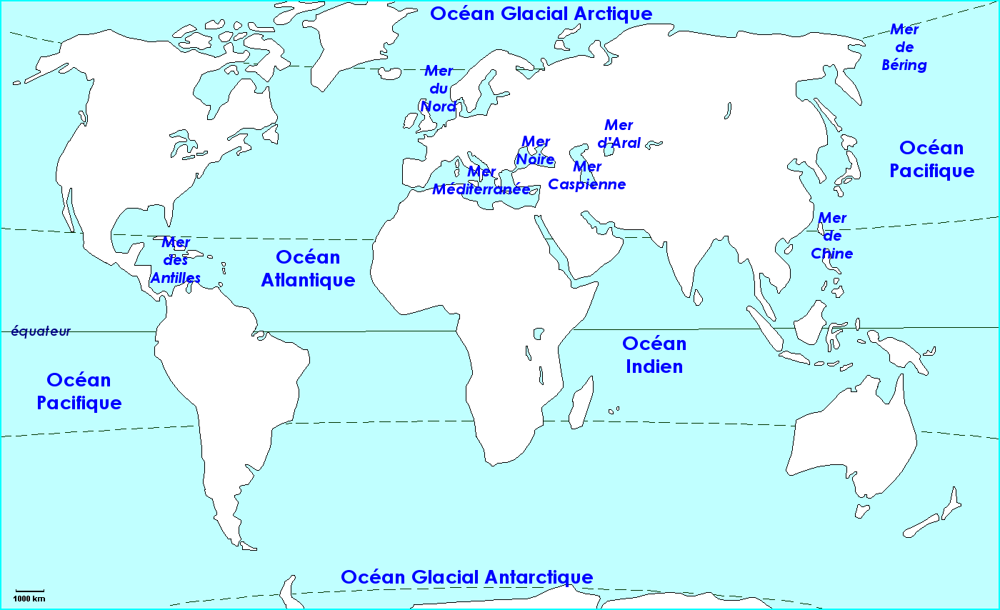 Océan Glacial Arctique
Mer
de
Béring
Mer
du
Nord
Mer
d'Aral
Mer
Noire
Mer
Caspienne
Mer
Méditerranée
Océan
Pacifique
Mer
de
Chine
Mer
des
Antilles
Océan
Atlantique
équateur
Océan
Indien
Océan
Pacifique
Océan Glacial Antarctique
1000 km